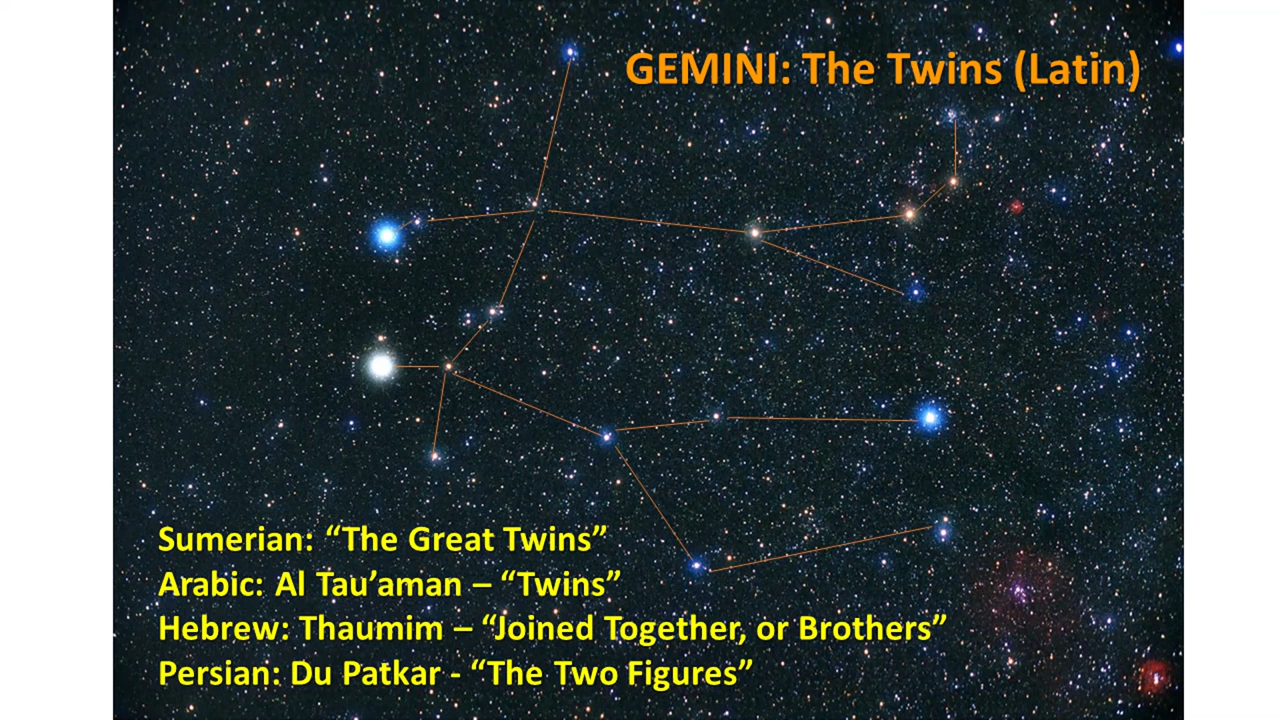 GEMINI: The Twins (Latin)
Sumerian: “The Great Twins”
Arabic: Al Tau’aman – “Twins”
Hebrew: Thaumim – “Joined Together, or Brothers”
Persian: Du Patkar - “The Two Figures”